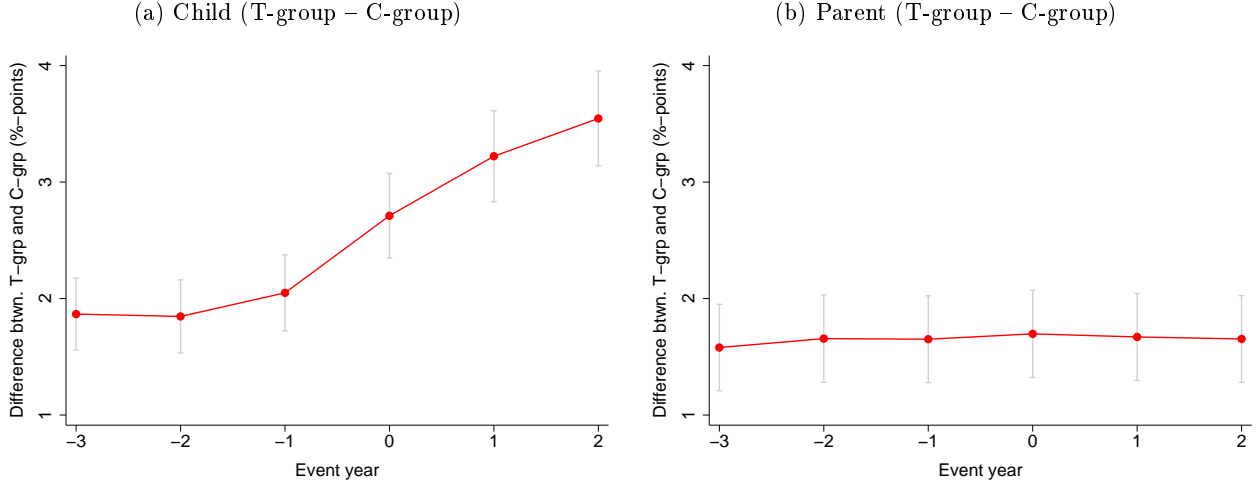 (a) Child (T-group – C-group)
Difference btwn. T-grp and C-grp (%-points)
4
3
2
1
−3 −2 −1 0 1 2
Event year
(b) Parent (T-group – C-group)
Difference btwn. T-grp and C-grp (%-points)
4
3
2
1
−3 −2 −1 0 1 2
Event year